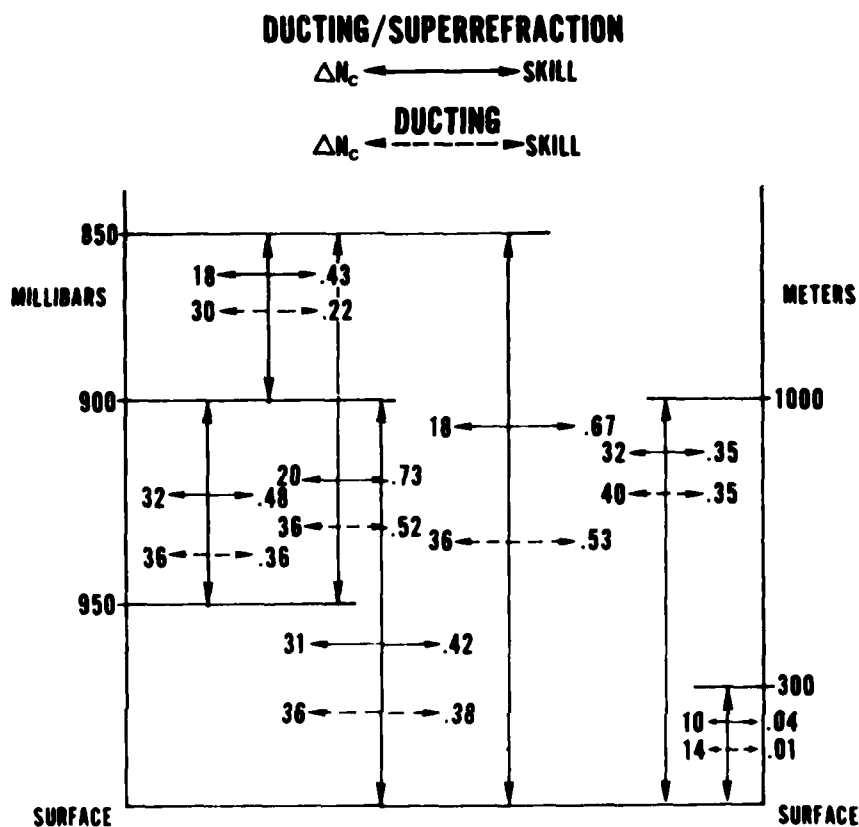 DUCTING/SUPERREFRACTION
ΔNc SKILL
DUCTING
ΔNc SKILL
850
18 .43
MILLIBARS METERS
30 .22
900 1000
18 .67
32 .35
20 .73
32 .48 40 .35
36 .52
36 .53
36 .36
950
31 .42
300
36 .38
10 .04
14 .01
SURFACE SURFACE